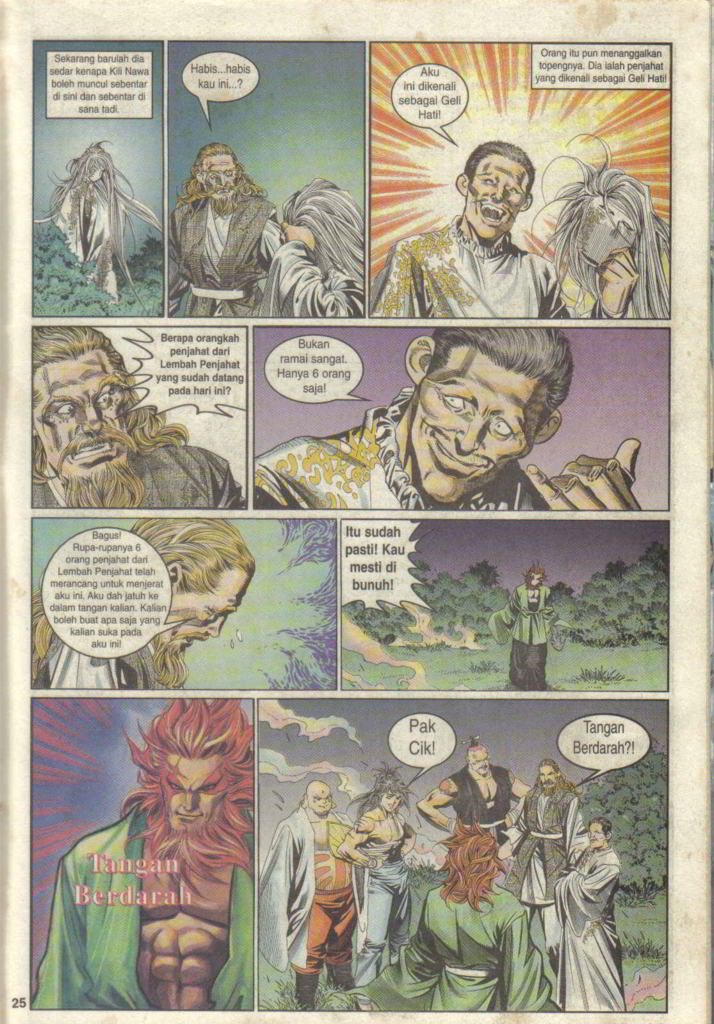 Sekarang barulah dia
sedar kenapa Kili Nawa
boleh muncul sebentar
di sini dan sebentar di
sana tadi.
Habis...habis
kau ini...?
Aku
ini dikenali
sebagai Geli
Hati!
Orang itu pun menanggalkan
topengnya. Dia ialah penjahat
yang dikenali sebagai Geli Hati!
Berapa orangkah
penjahat dari
Lembah Penjahat
yang sudah datang
pada hari ini?
Bukan
ramai sangat.
Hanya 6 orang
saja!
Bagus!
Rupa-rupanya 6
orang penjahat dari
Lembah Penjahat telah
merancang untuk menjerat
aku ini. Aku dah jatuh ke
dalam tangan kalian. Kalian
boleh buat apa saja yang
kalian suka pada
aku ini!
Itu sudah
pasti! Kau
mesti di
bunuh!
Tangan
Berdarah
Pak
Cik!
Tangan
Berdarah?!
25